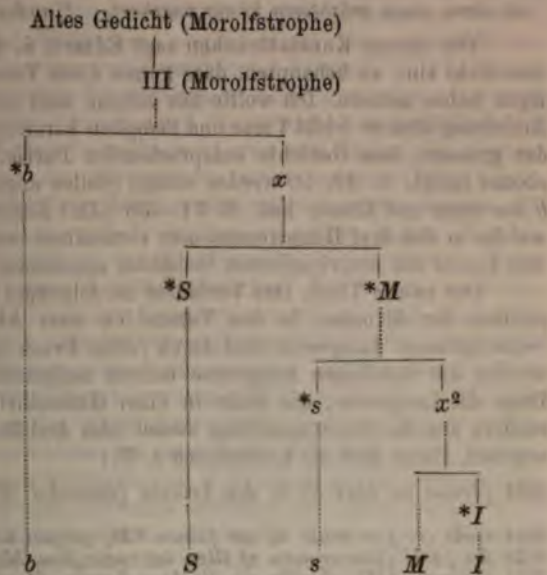 Altes Gedicht (Morolfstrophe)
III (Morolfstrophe)
*b x
*S *M
*s x²
*I
b S s M I